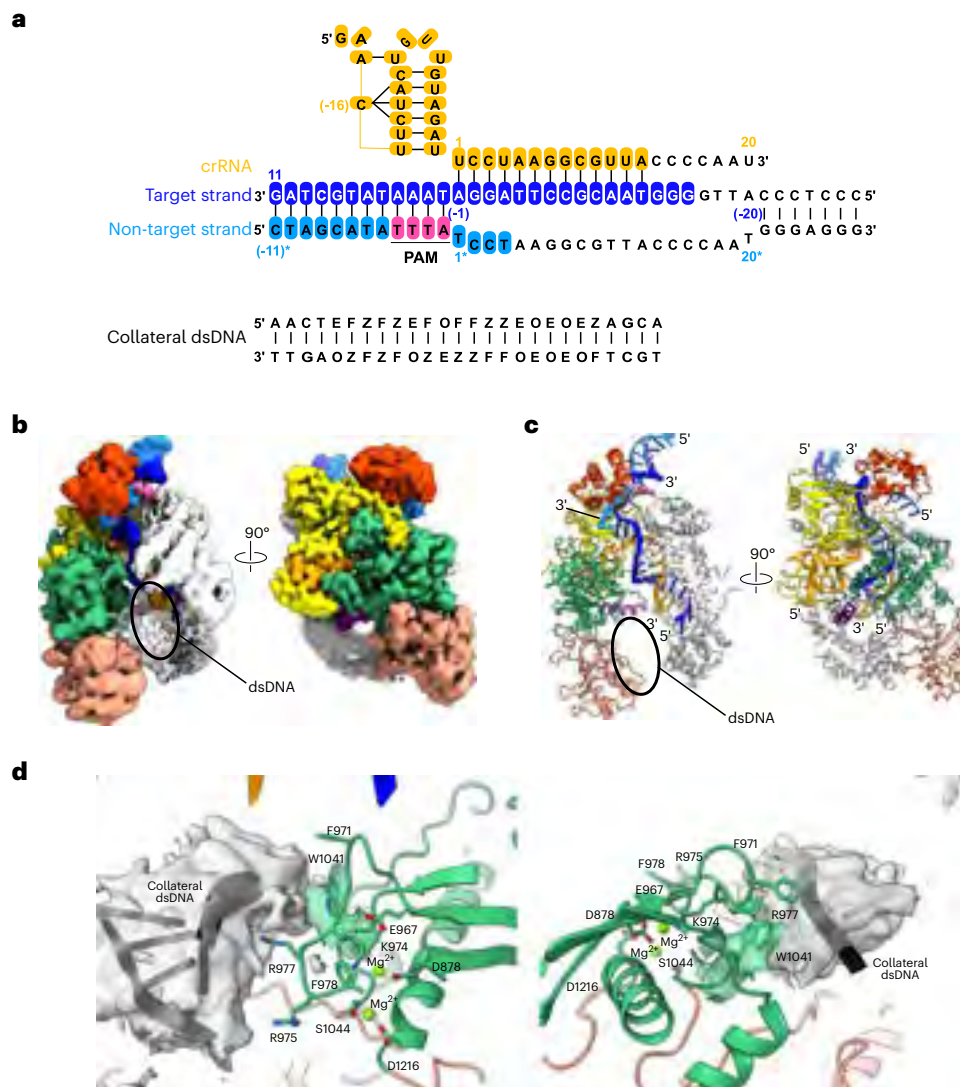 a
5' G A G U
A U U
C G
A U
(-16) C U A
C G
U A
U U
1 20
crRNA U C C U A A G G C G U U A C C C C A A U 3'
11
Target strand 3' G A T C G T A T A A A T A G G A T T C C G C A A T G G G G T T A C C C T C C C 5'
(-1) (-20)
Non-target strand 5' C T A G C A T A T T T A T C C T A A G G C G T T A C C C C A A T G G G A G G G 3'
(-11)* PAM 1* 20*
Collateral dsDNA
5' A A C T E F Z F Z E F O F F Z Z E O E O E Z A G C A
3' T T G A O Z F Z F O Z E Z Z F F O E O E O F T C G T
b
90°
dsDNA
c
5'
3'
3'
3'
5'
90°
5' 3'
5'
5' 3' 5'
dsDNA
d
F971
W1041
Collateral
dsDNA
E967
K974
Mg2+
D878
R977
F978
Mg2+
S1044
R975
D1216
F971
R975
F978
E967
D878
K974
R977
Mg2+
Mg2+
W1041
S1044
D1216
Collateral
dsDNA